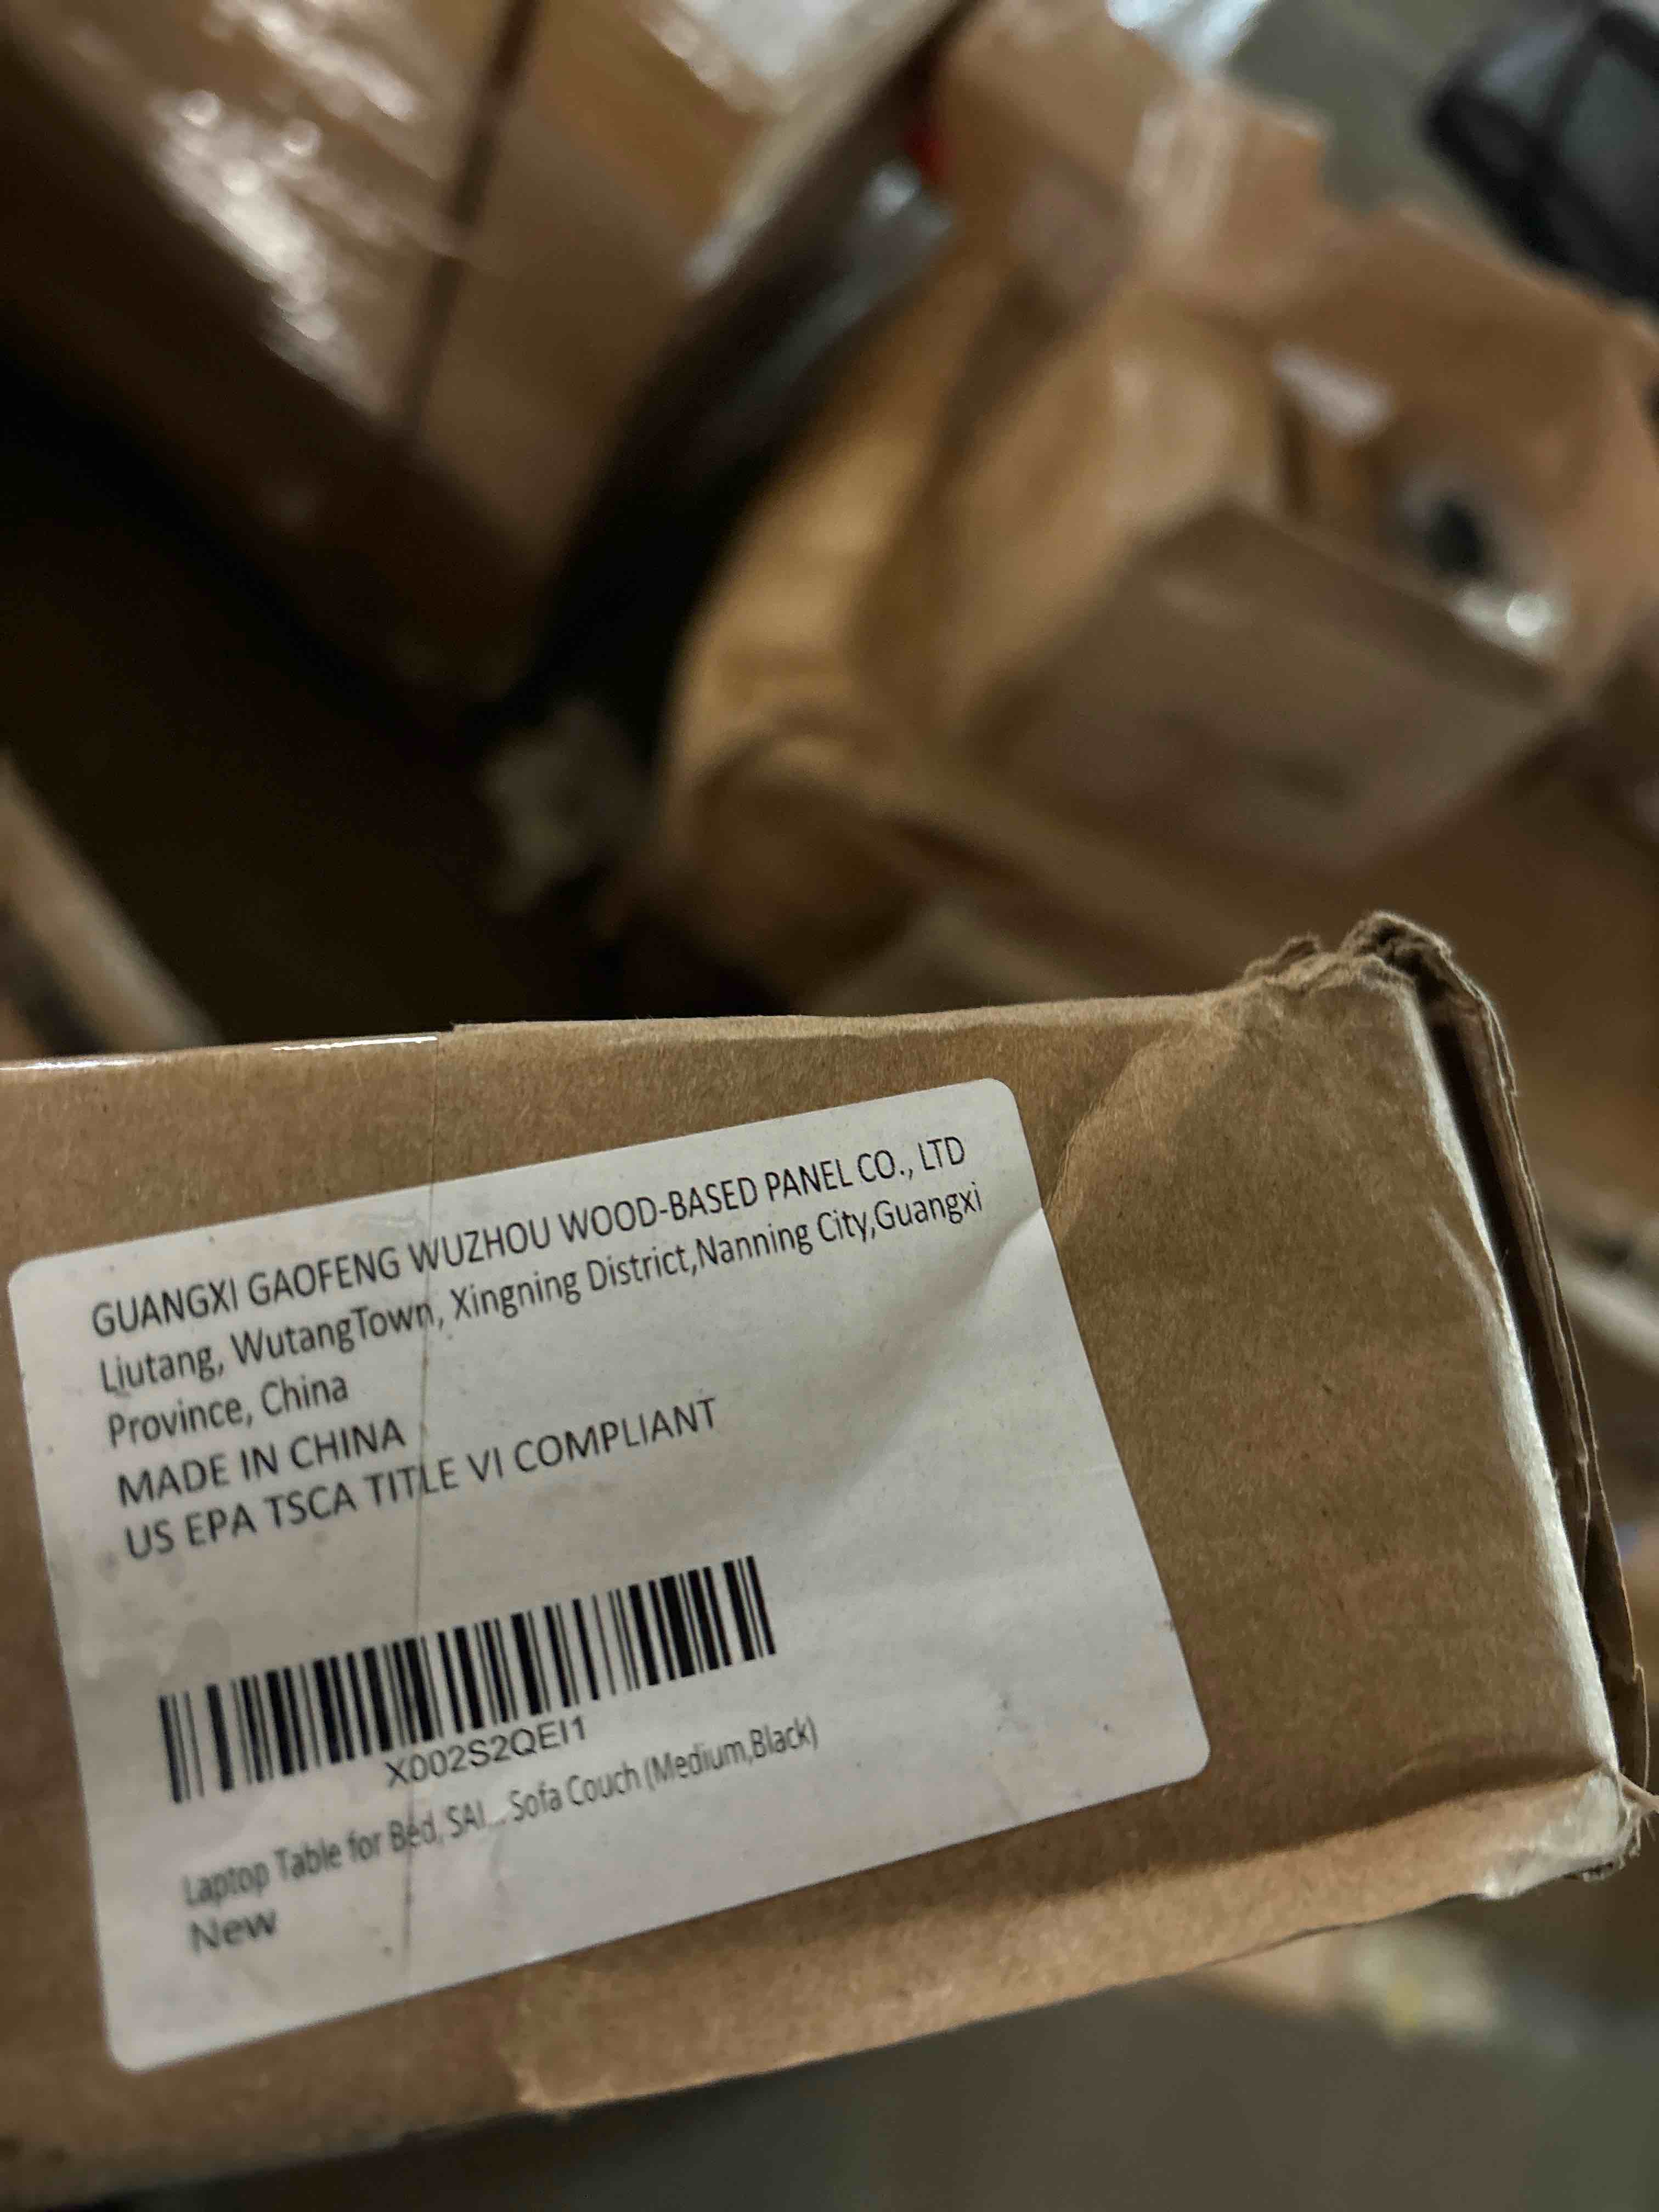 GUANGXI GAOFENG WUZHOU WOOD-BASED PANEL CO., LTD
Liutang, WutangTown, Xingning District,Nanning City,Guangxi
Province, China
MADE IN CHINA
US EPA TSCA TITLE VI COMPLIANT
X002S2QEI1
Laptop Table for Bed, SAI... Sofa Couch (Medium,Black)
New